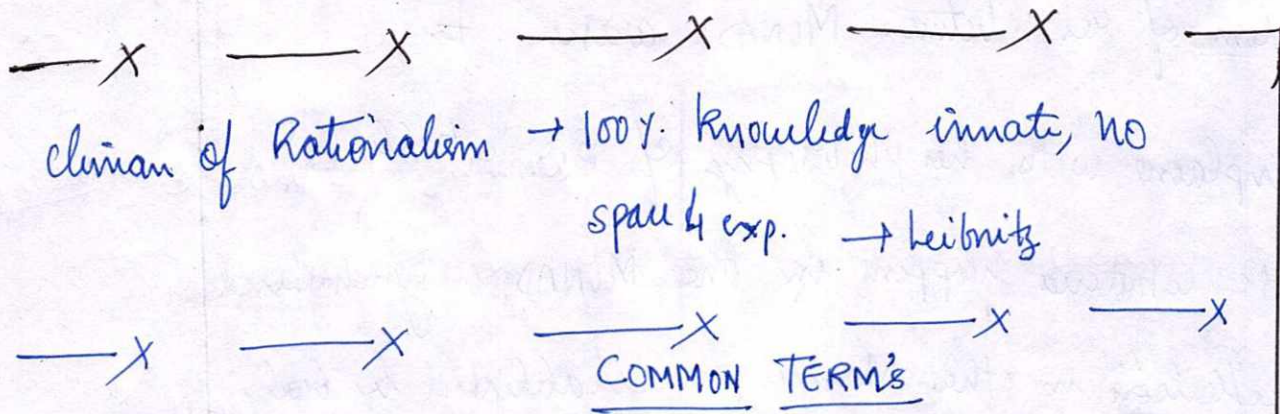 climax of Rationalism → 100% knowledge innate, no
space 4 exp. → Leibnitz
COMMON TERM'S